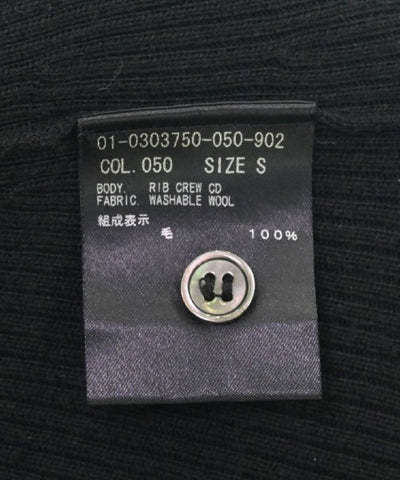 01-0303750-050-902
COL. 050 SIZE S
BODY. RIB CREW CD
FABRIC. WASHABLE WOOL
組成表示
毛 100%